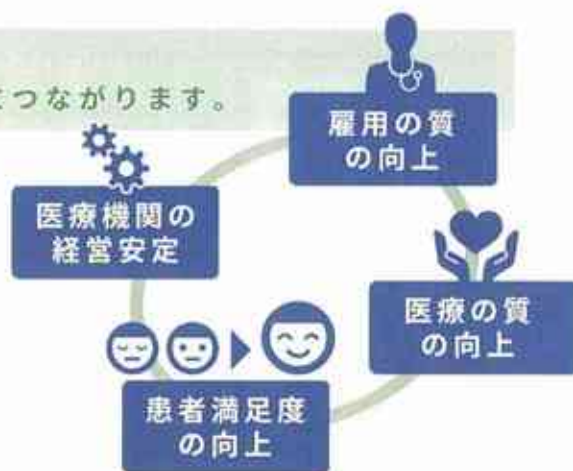 つながります。
雇用の質
の向上
医療機関の
経営安定
医療の質
の向上
患者満足度
の向上